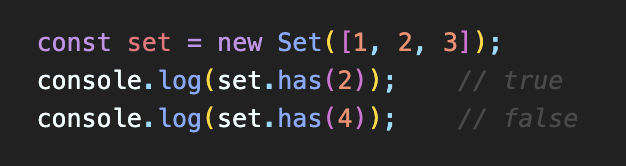 const set = new Set([1, 2, 3]);
console.log(set.has(2));    // true
console.log(set.has(4));    // false